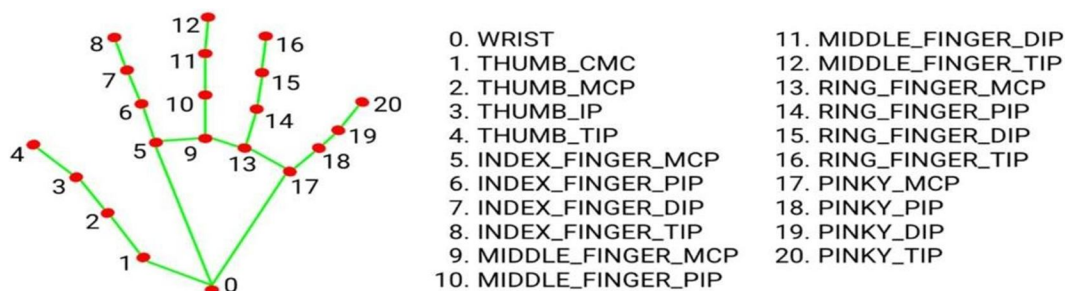 12
8
16
11
7
15
20
10
6
14
19
4
5
9
13
18
3
17
2
1
0
0. WRIST
1. THUMB_CMC
2. THUMB_MCP
3. THUMB_IP
4. THUMB_TIP
5. INDEX_FINGER_MCP
6. INDEX_FINGER_PIP
7. INDEX_FINGER_DIP
8. INDEX_FINGER_TIP
9. MIDDLE_FINGER_MCP
10. MIDDLE_FINGER_PIP
11. MIDDLE_FINGER_DIP
12. MIDDLE_FINGER_TIP
13. RING_FINGER_MCP
14. RING_FINGER_PIP
15. RING_FINGER_DIP
16. RING_FINGER_TIP
17. PINKY_MCP
18. PINKY_PIP
19. PINKY_DIP
20. PINKY_TIP